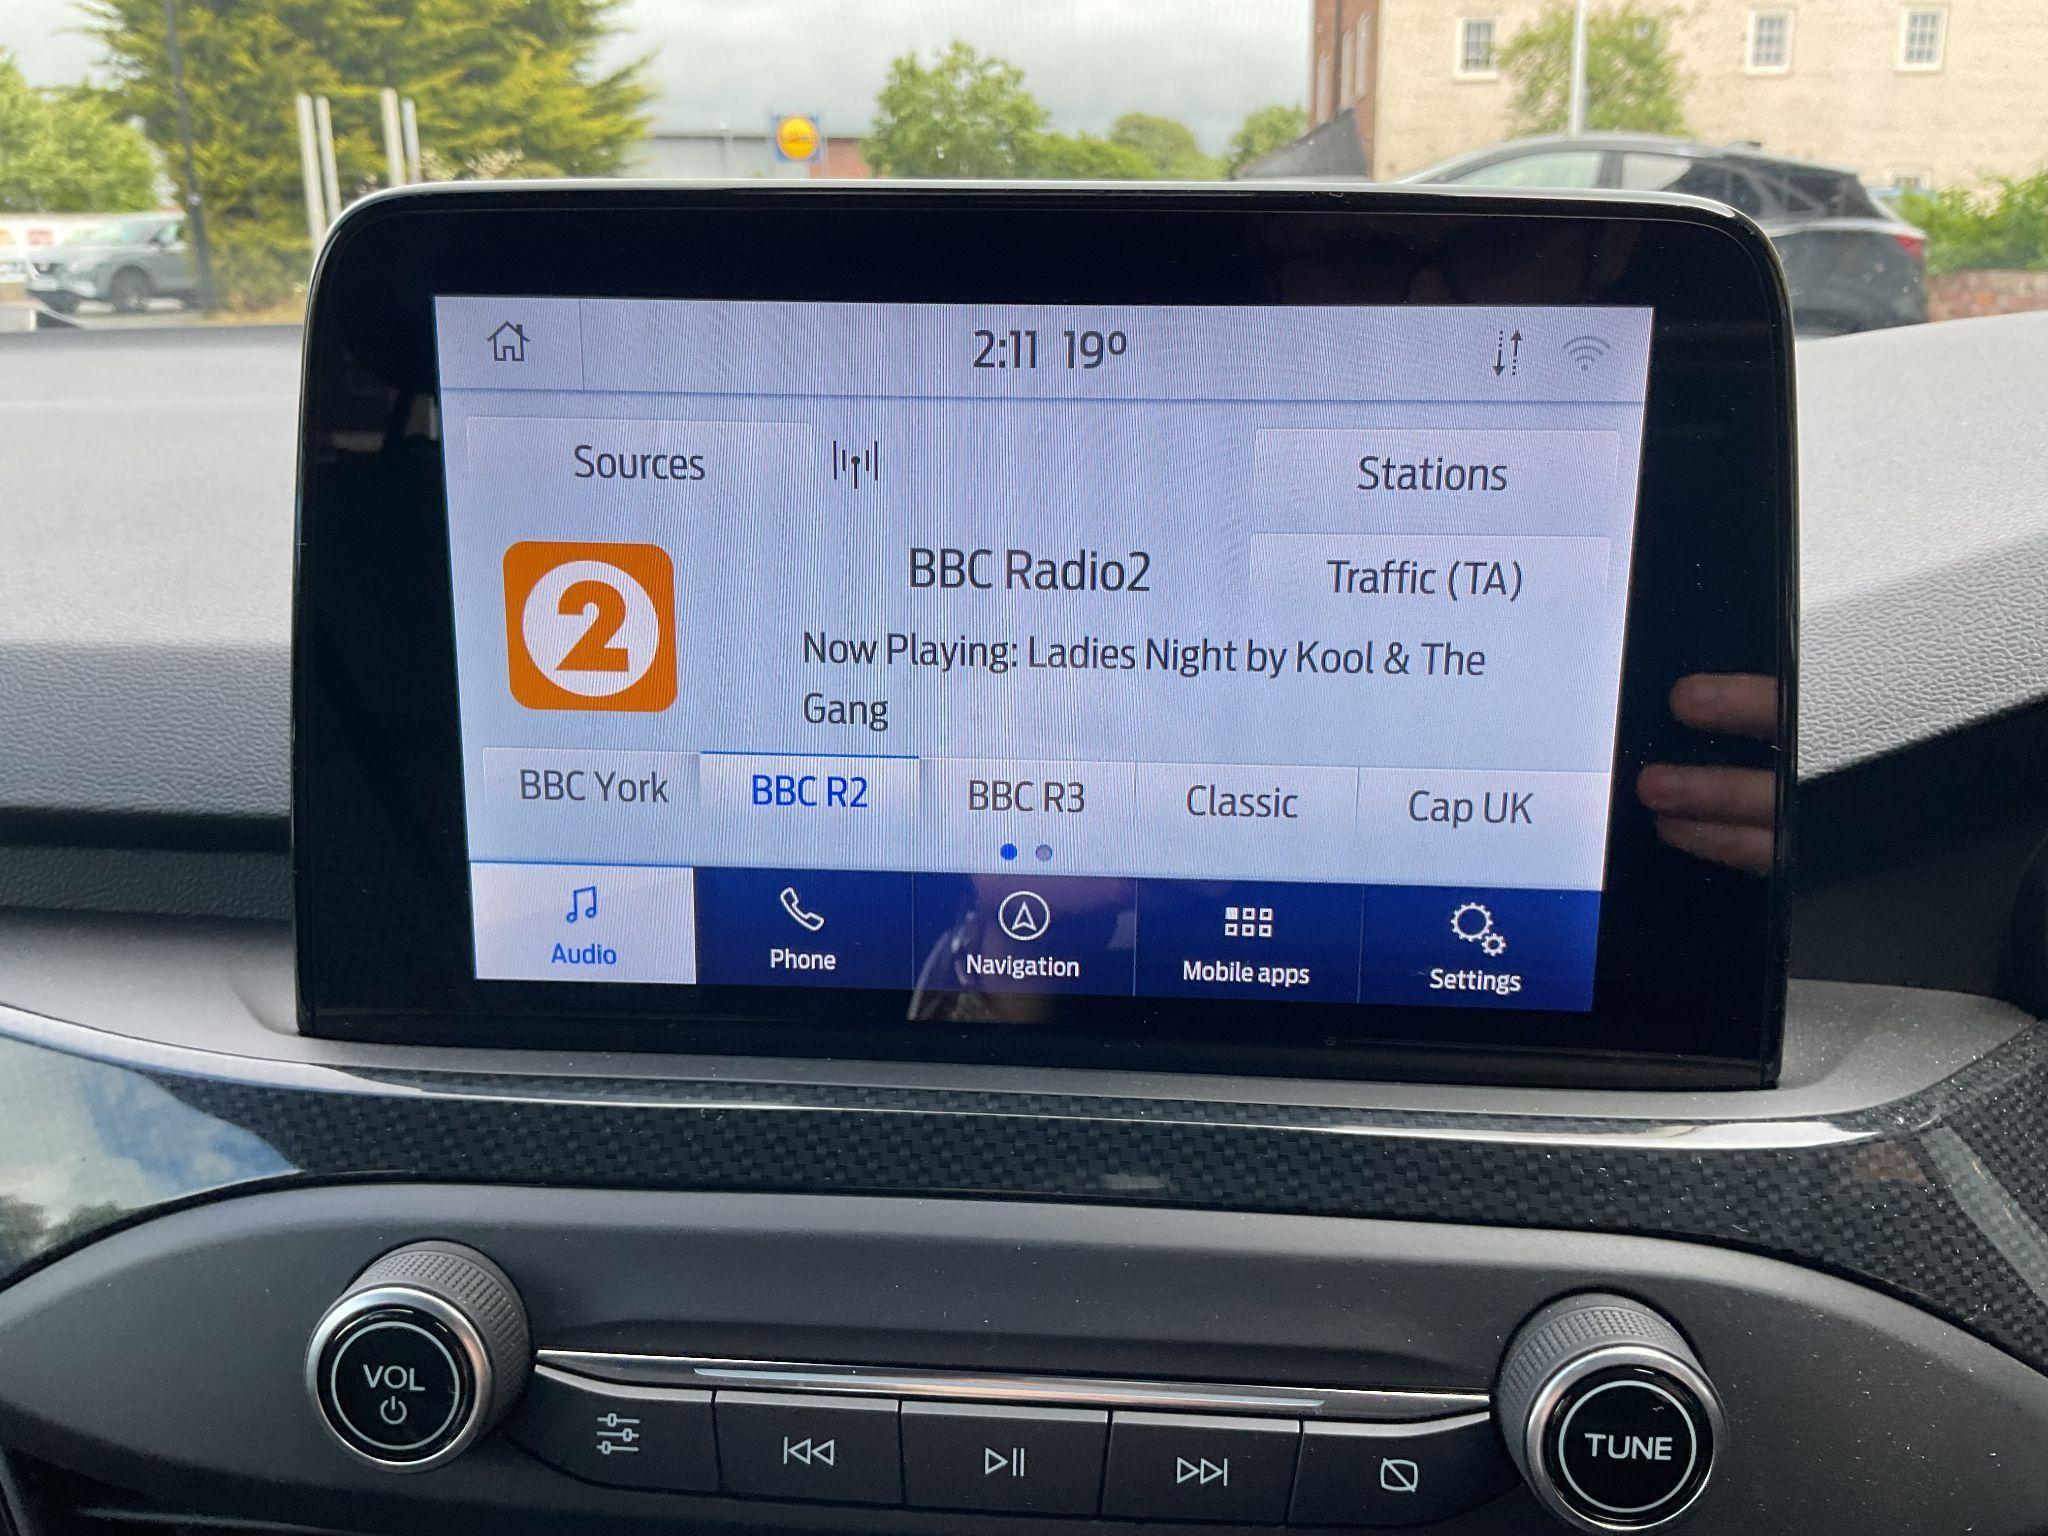 2:11 19°
Sources
Stations
2
BBC Radio2
Traffic (TA)
Now Playing: Ladies Night by Kool & The
Gang
BBC York
BBC R2
BBC R3
Classic
Cap UK
Audio
Phone
Navigation
Mobile apps
Settings
VOL
TUNE